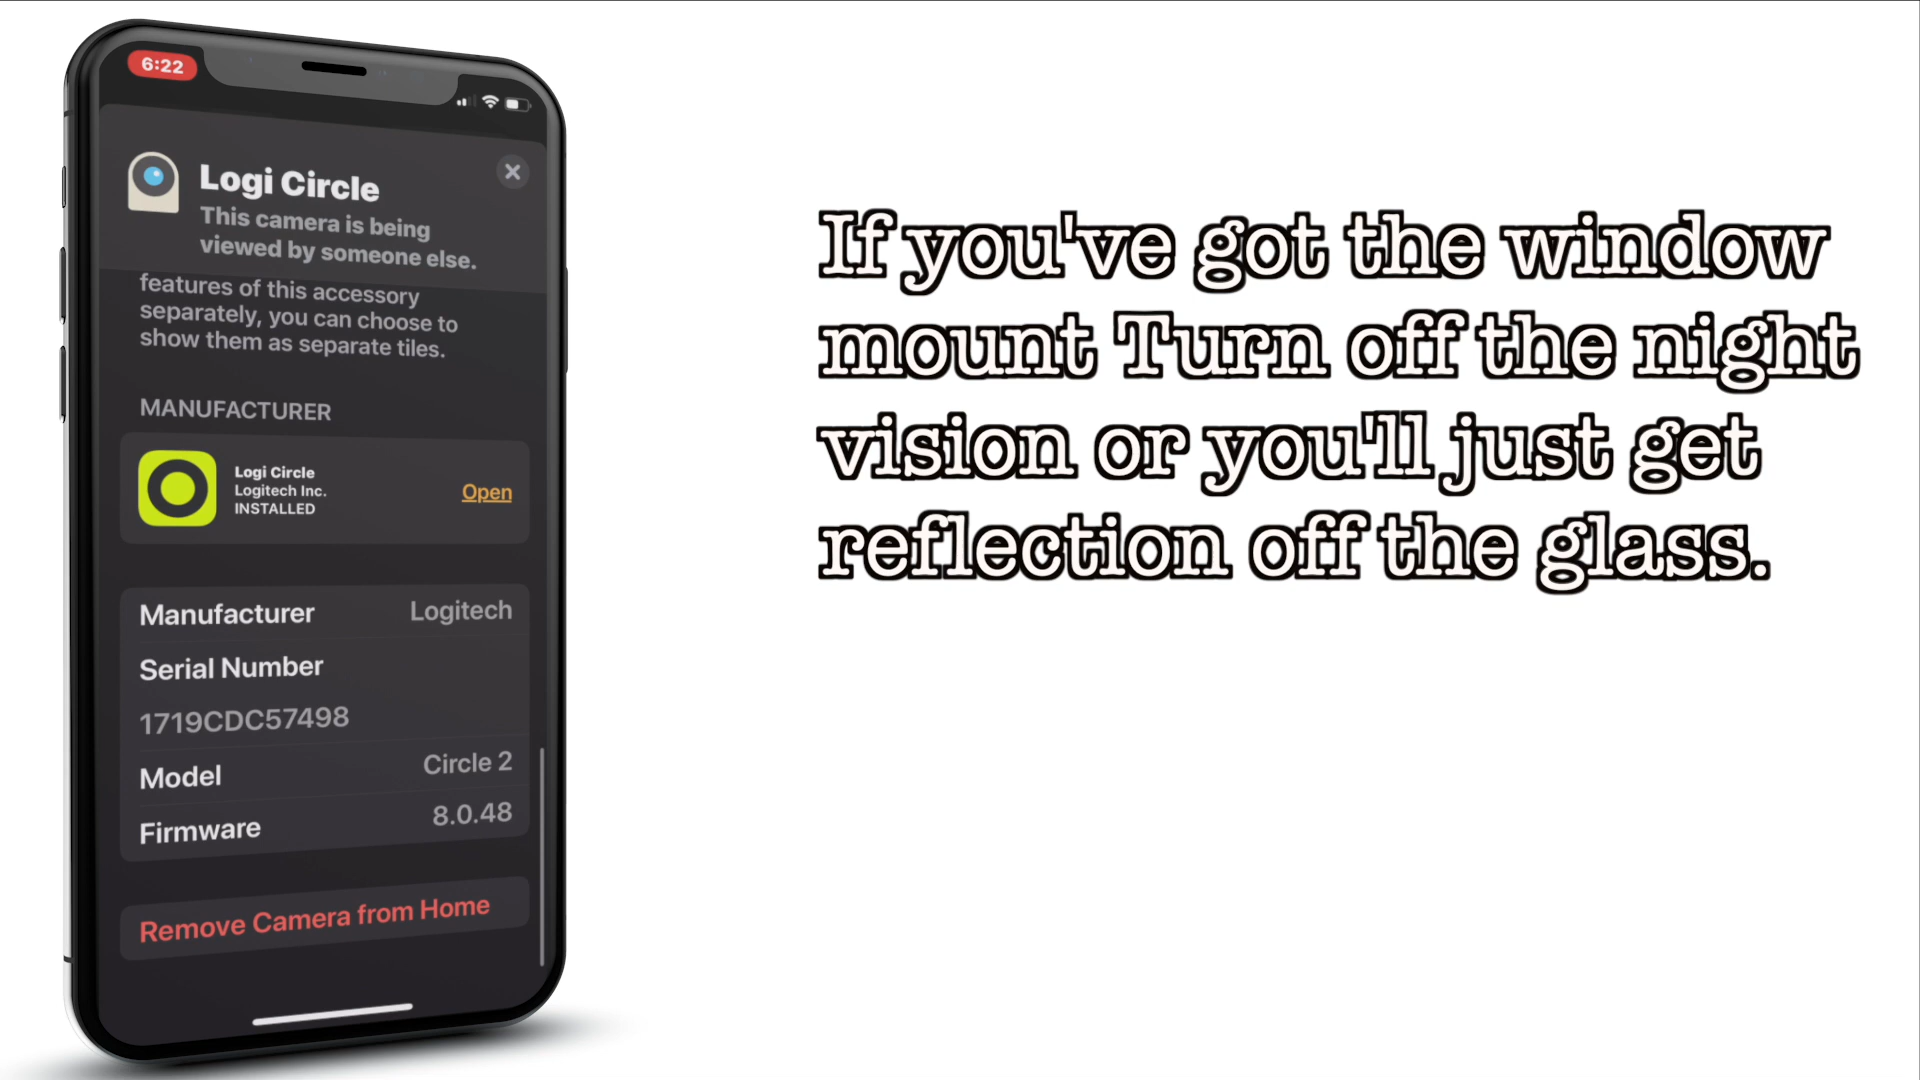 6:22
Logi Circle
This camera is being
viewed by someone else.
features of this accessory
separately, you can choose to
show them as separate tiles.
MANUFACTURER
Logi Circle
Logitech Inc.
INSTALLED
Open
Manufacturer Logitech
Serial Number
1719CDC57498
Model Circle 2
Firmware 8.0.48
Remove Camera from Home
If you've got the window
mount Turn off the night
vision or you'll just get
reflection off the glass.